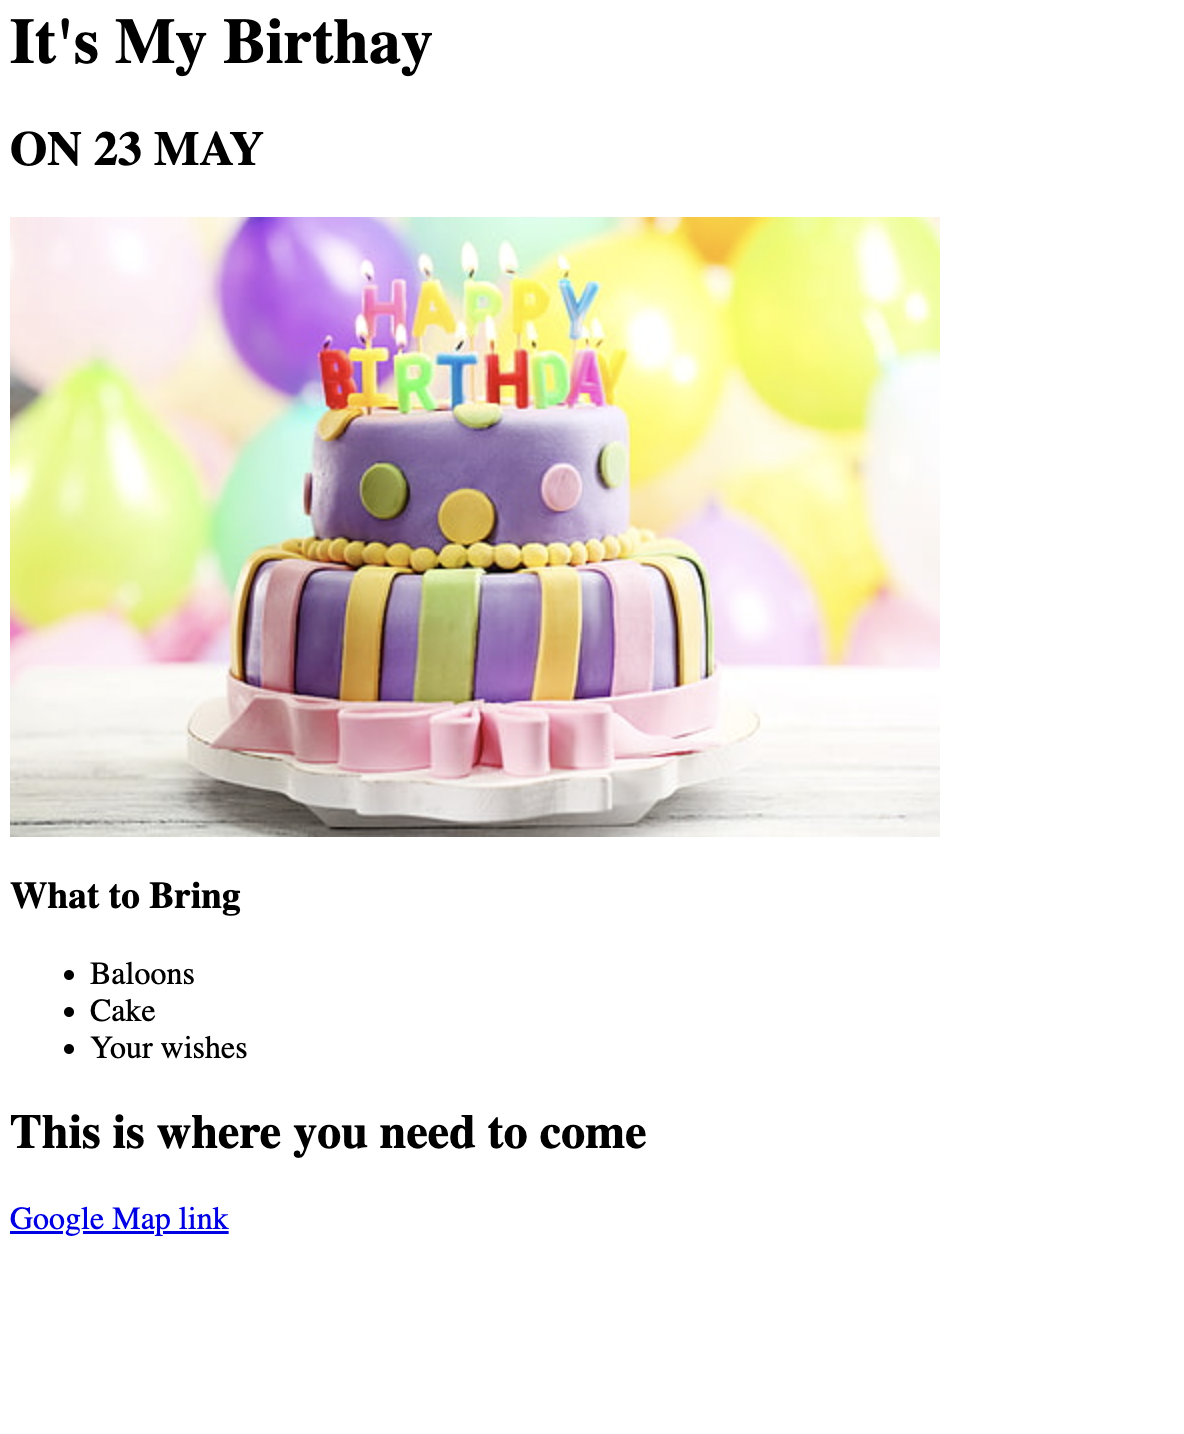 It's My Birthay
ON 23 MAY
HAPPY
BIRTHDAY
What to Bring
Baloons
Cake
Your wishes
This is where you need to come
Google Map link